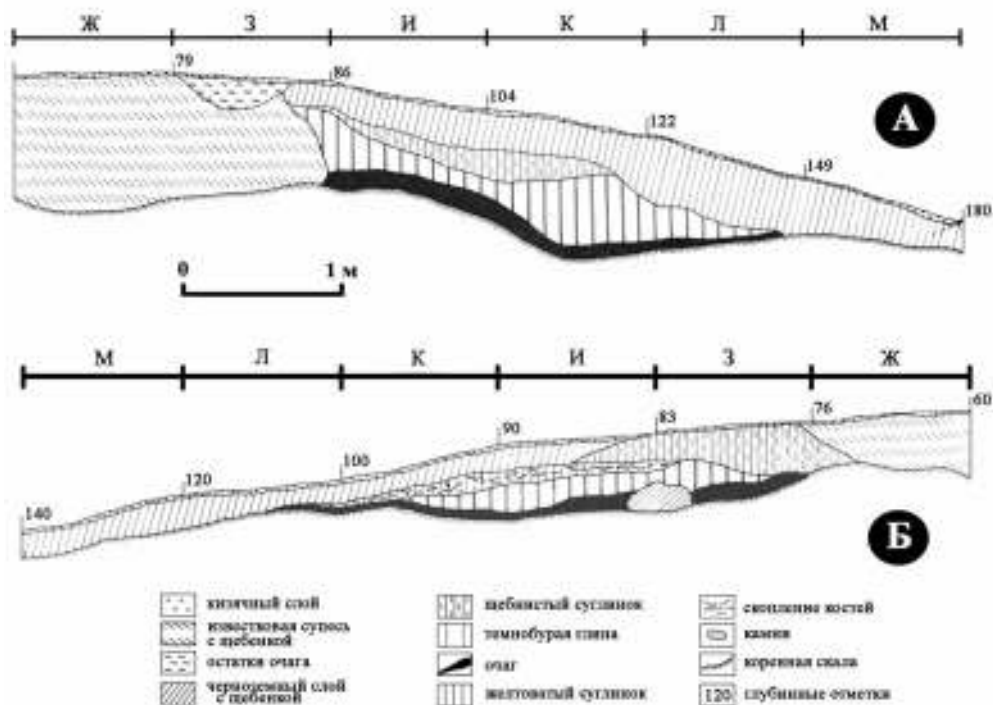 Ж З И К Л М
79
86
104
122
149
180
А
0 1 м
М Л К И З Ж
140
120
100
90
83
76
60
Б
кизячный слой
известковая супесь
с щебенкой
остатки очага
черноземный слой
с щебенкой
щебнистый суглинок
темнобурая глина
очаг
желтоватый суглинок
скопление костей
камни
коренная скала
120 глубинные отметки